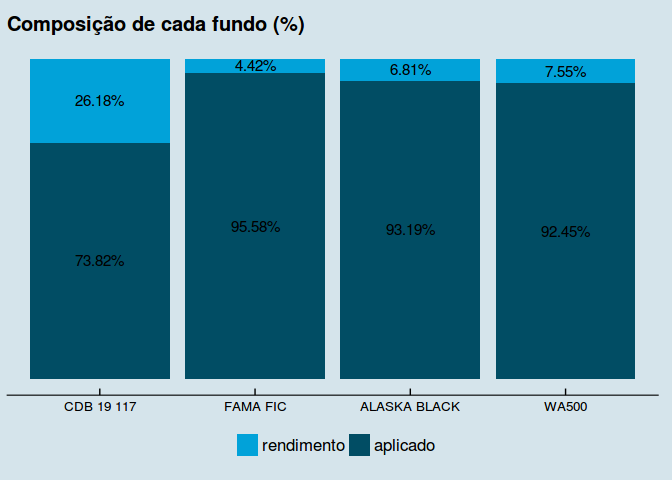 Composição de cada fundo (%)
26.18% 4.42% 6.81% 7.55%
73.82% 95.58% 93.19% 92.45%
CDB 19 117 FAMA FIC ALASKA BLACK WA500
rendimento aplicado